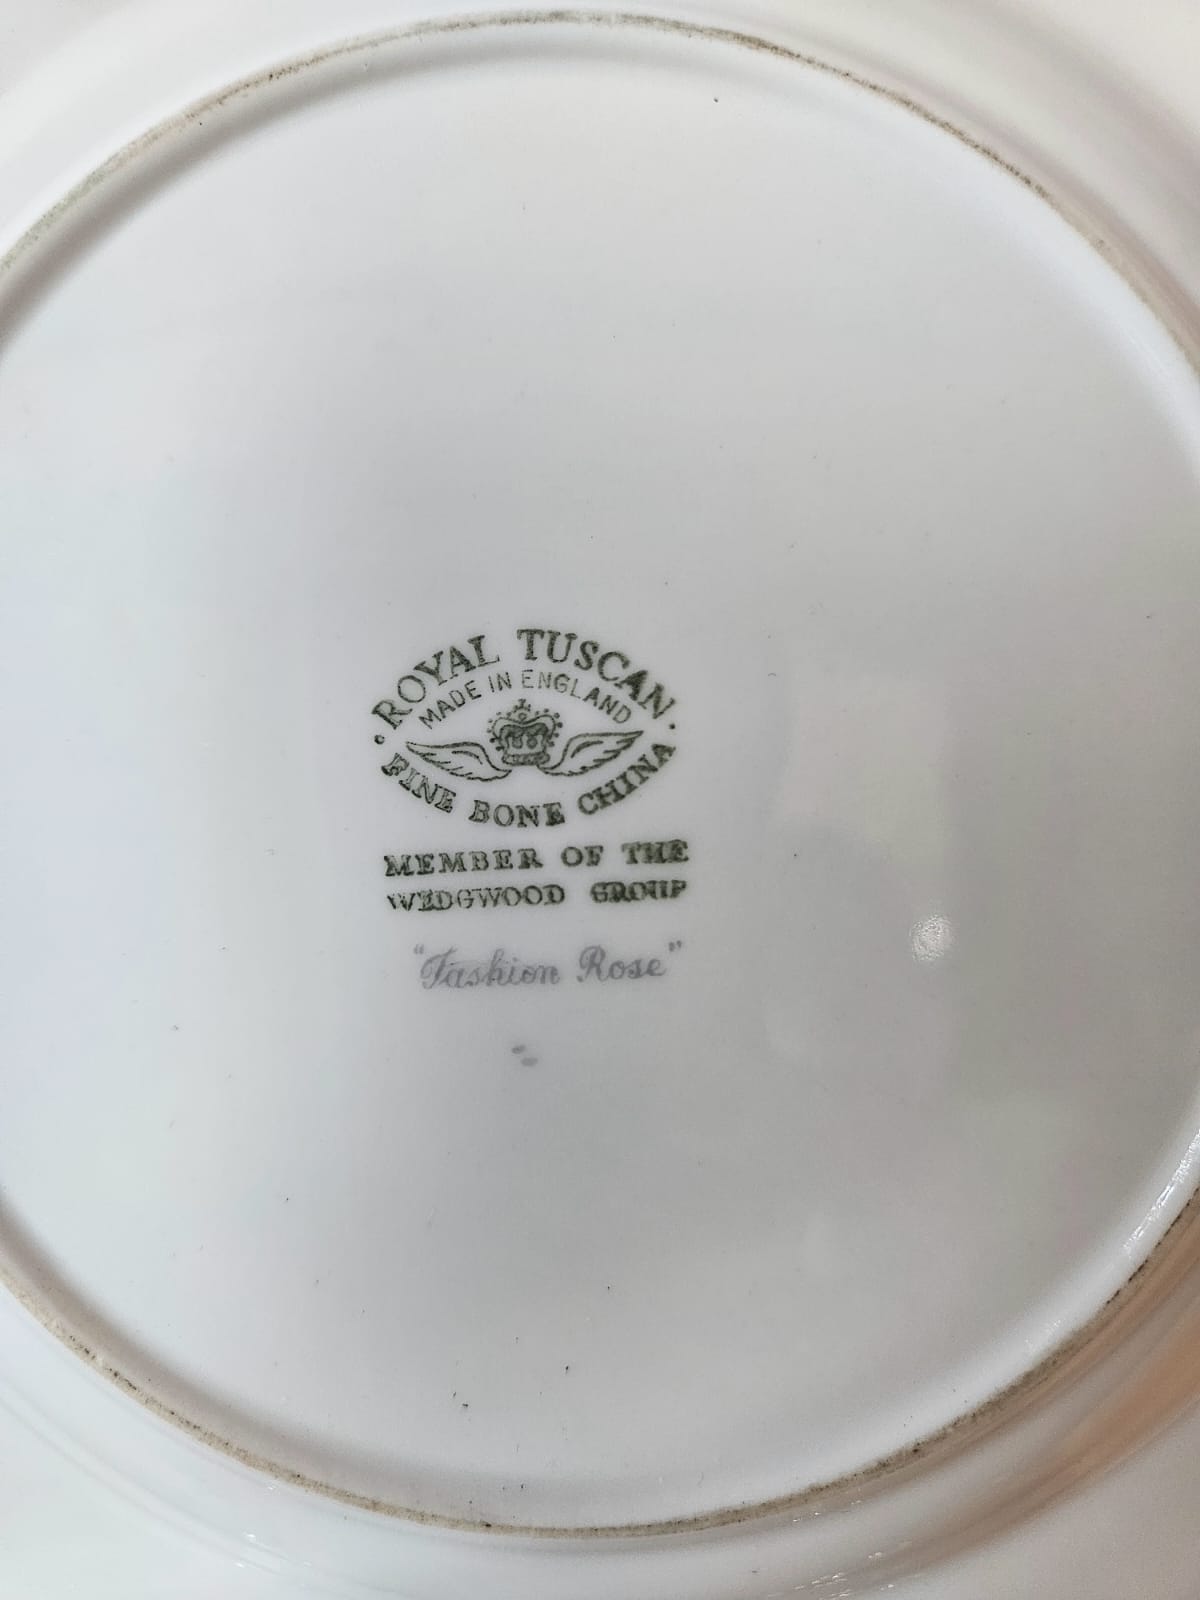 ROYAL TUSCAN
MADE IN ENGLAND
FINE BONE CHINA
MEMBER OF THE
WEDGWOOD GROUP
"Fashion Rose"